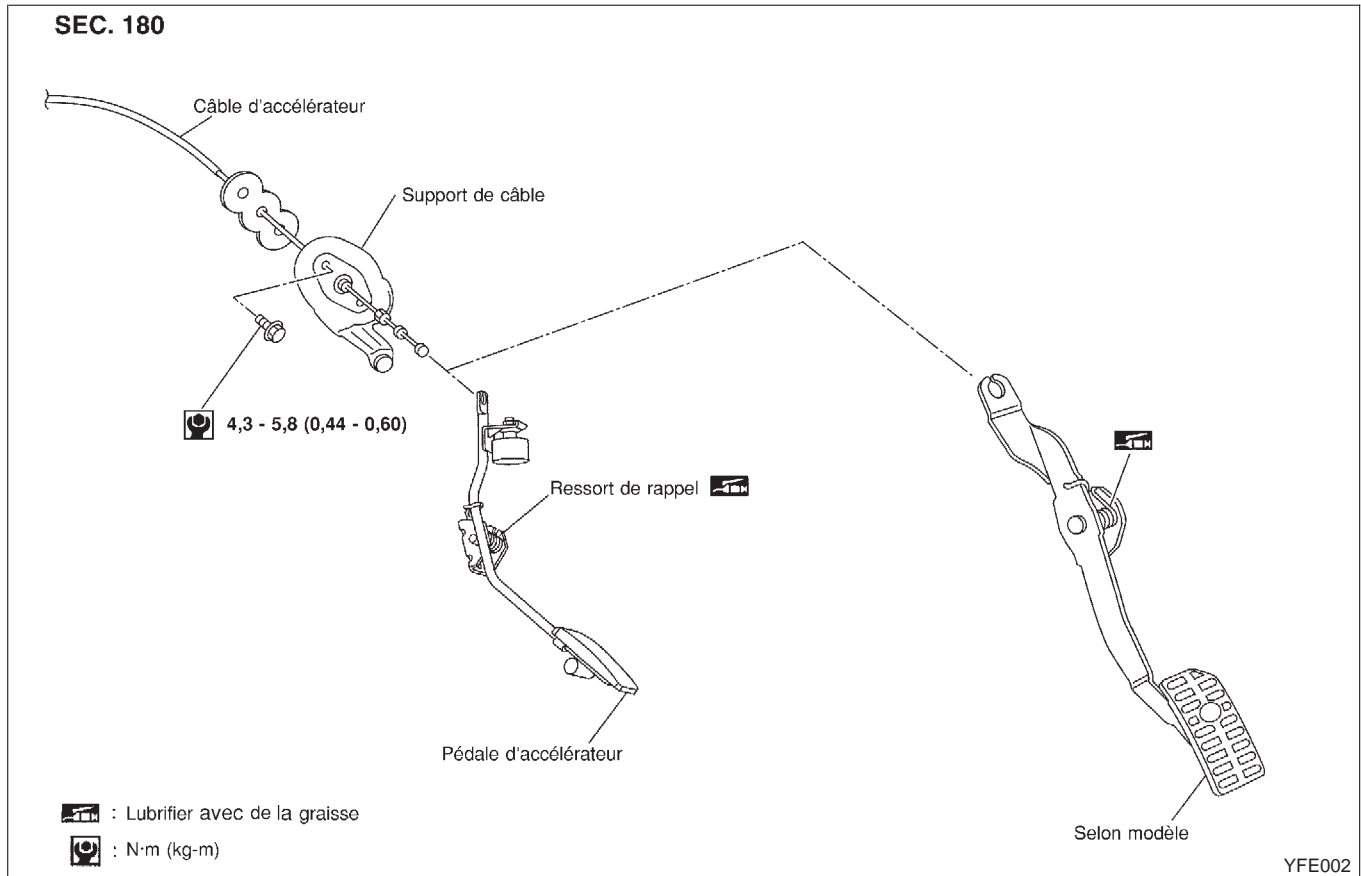 SEC. 180
Câble d'accélérateur
Support de câble
4,3 - 5,8 (0,44 - 0,60)
Ressort de rappel
Pédale d'accélérateur
: Lubrifier avec de la graisse
: N·m (kg-m)
Selon modèle
YFE002